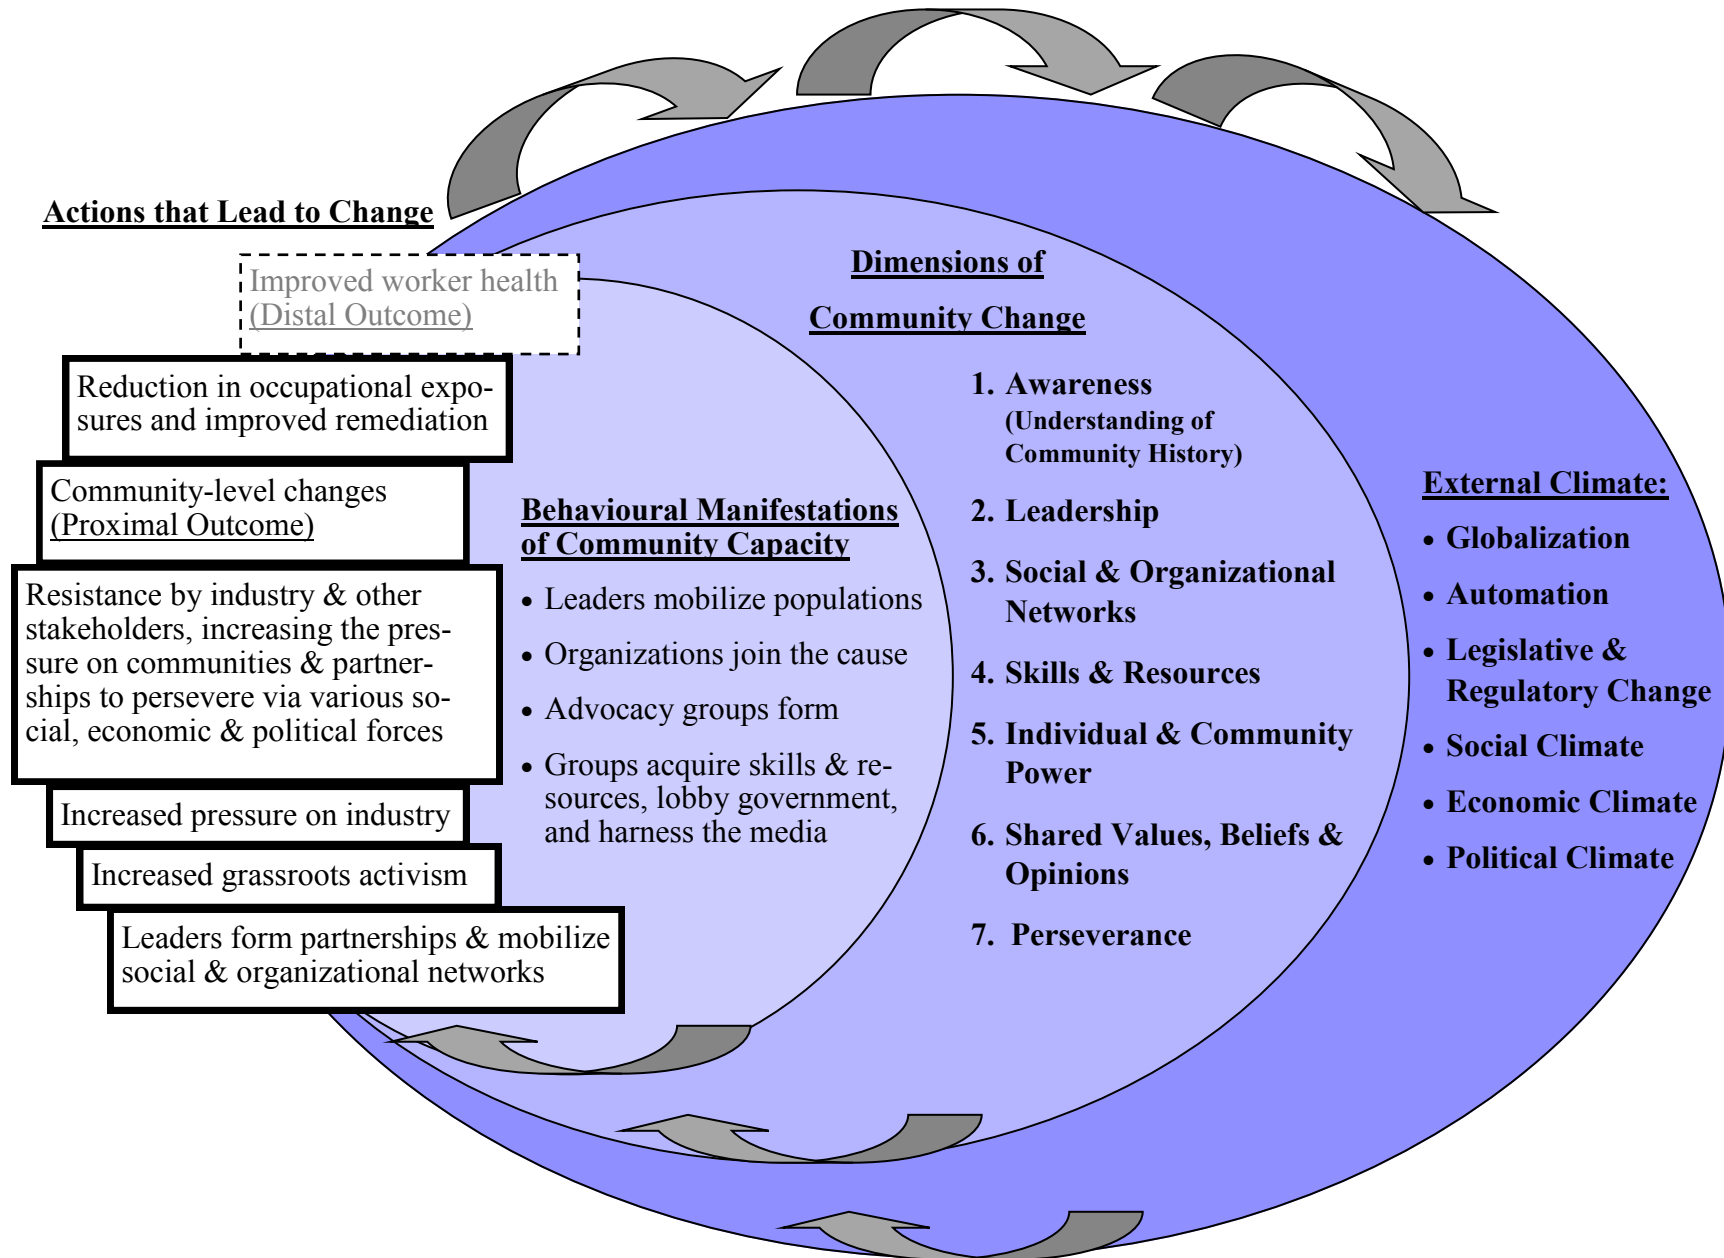 Actions that Lead to Change
Improved worker health
(Distal Outcome)
Reduction in occupational expo-
sures and improved remediation
Community-level changes
(Proximal Outcome)
Resistance by industry & other
stakeholders, increasing the pres-
sure on communities & partner-
ships to persevere via various so-
cial, economic & political forces
Increased pressure on industry
Increased grassroots activism
Leaders form partnerships & mobilize
social & organizational networks
Behavioural Manifestations
of Community Capacity
• Leaders mobilize populations
• Organizations join the cause
• Advocacy groups form
• Groups acquire skills & re-
sources, lobby government,
and harness the media
Dimensions of
Community Change
1. Awareness
(Understanding of
Community History)
2. Leadership
3. Social & Organizational
Networks
4. Skills & Resources
5. Individual & Community
Power
6. Shared Values, Beliefs &
Opinions
7. Perseverance
External Climate:
• Globalization
• Automation
• Legislative &
Regulatory Change
• Social Climate
• Economic Climate
• Political Climate